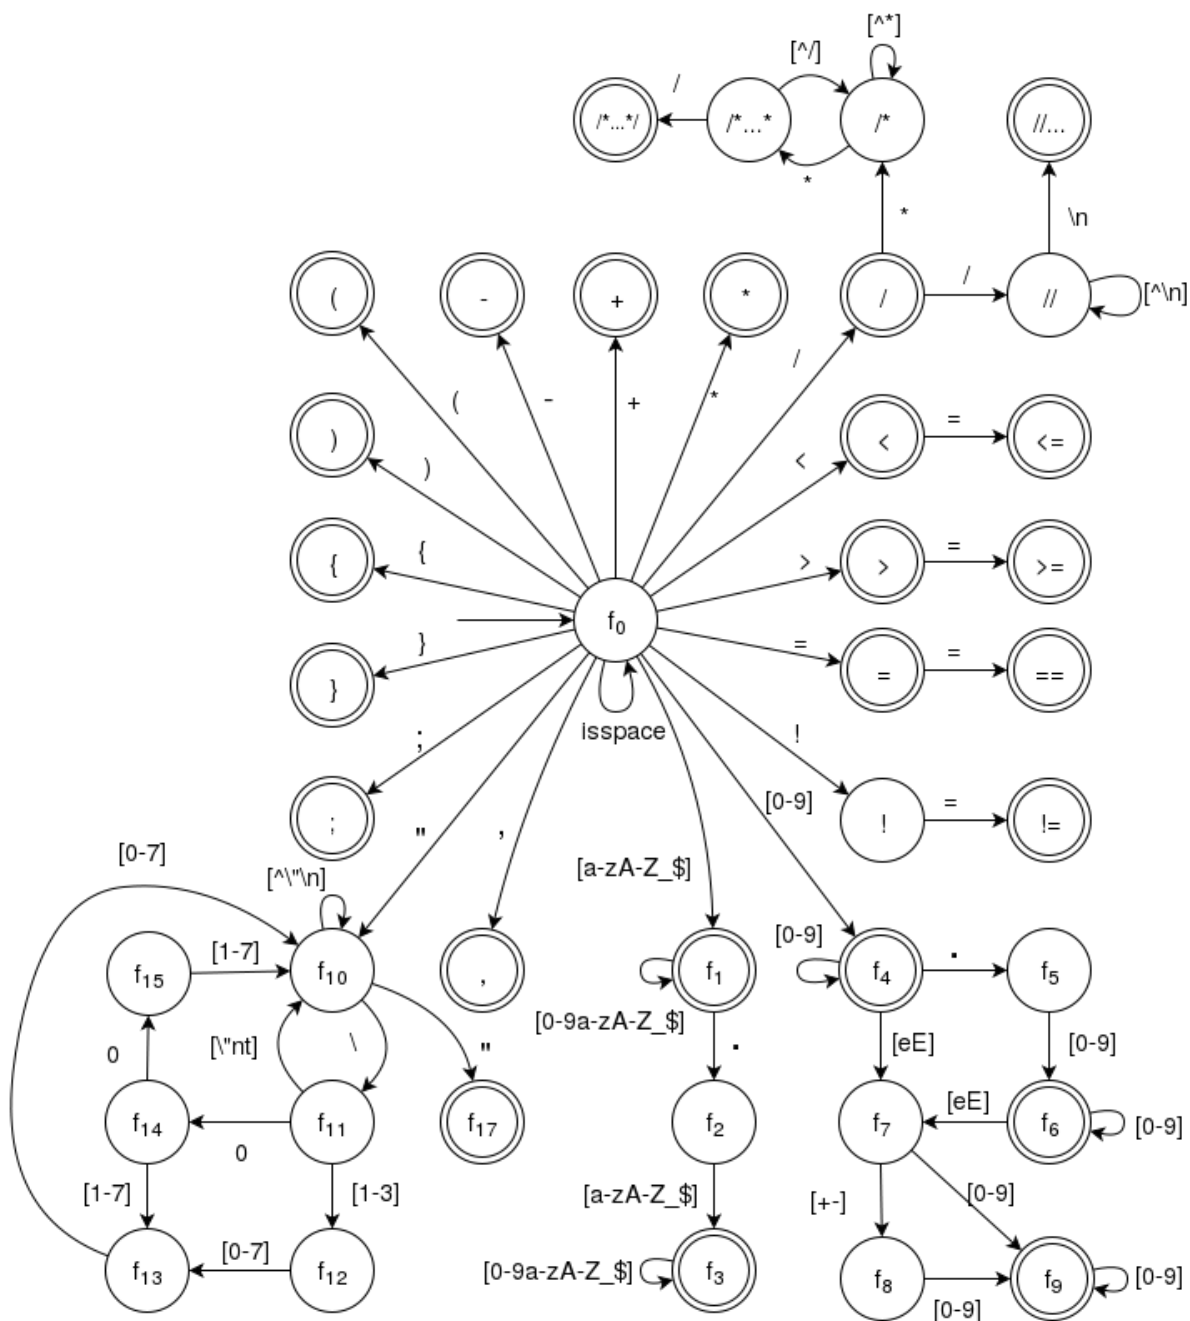 [^*]
[^/]
/
/*...*/
/*...*
/*
//...
*
*
\n
/
(
-
+
*
/
//
[^\n]
/
(
-
+
*
)
)
<
<
=
<=
{
{
>
>
=
>=
f0
}
}
=
=
=
==
isspace
;
;
!
!
=
!=
"
,
[0-9]
[0-7]
[^\"\n]
[a-zA-Z_$]
[0-9]
f15
[1-7]
f10
,
f1
f4
.
f5
[0-9a-zA-Z_$]
0
[\"nt]
\
"
.
[eE]
[0-9]
f14
0
f11
f17
f2
f7
[eE]
f6
[0-9]
[1-7]
[1-3]
[a-zA-Z_$]
[+-]
[0-9]
f13
[0-7]
f12
[0-9a-zA-Z_$]
f3
f8
[0-9]
f9
[0-9]